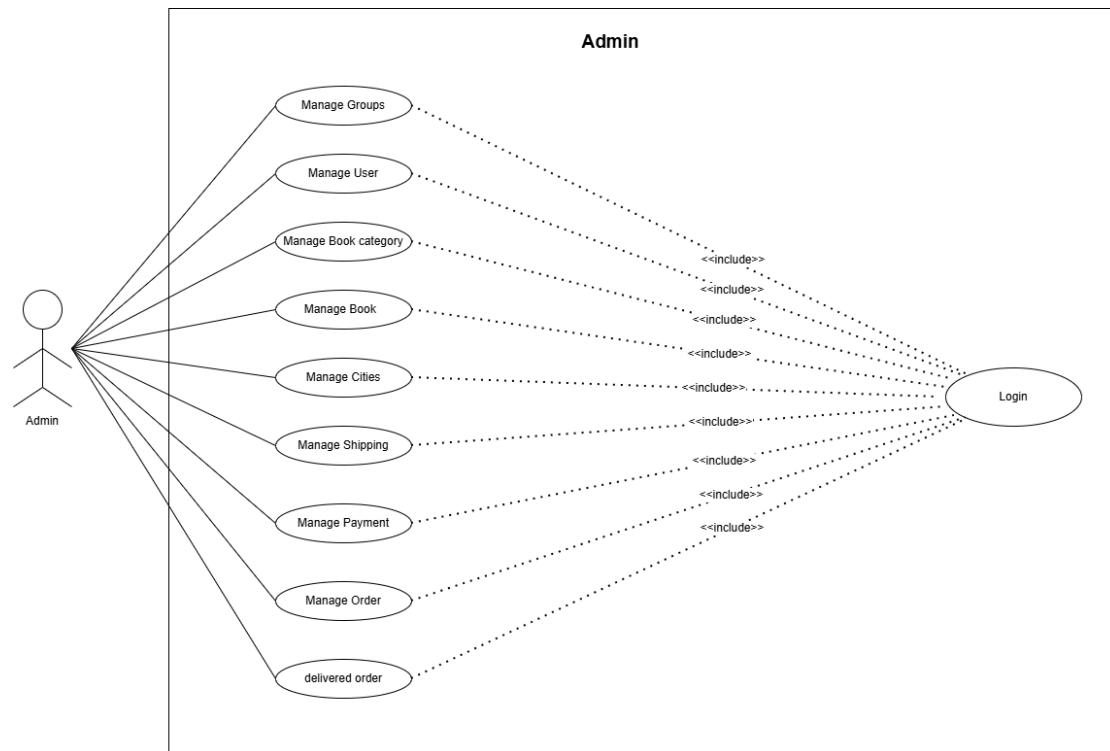 Admin
Manage Groups
Manage User
Manage Book category
Manage Book
Manage Cities
Manage Shipping
Manage Payment
Manage Order
delivered order
Admin
<<include>>
<<include>>
<<include>>
<<include>>
<<include>>
<<include>>
<<include>>
<<include>>
<<include>>
Login